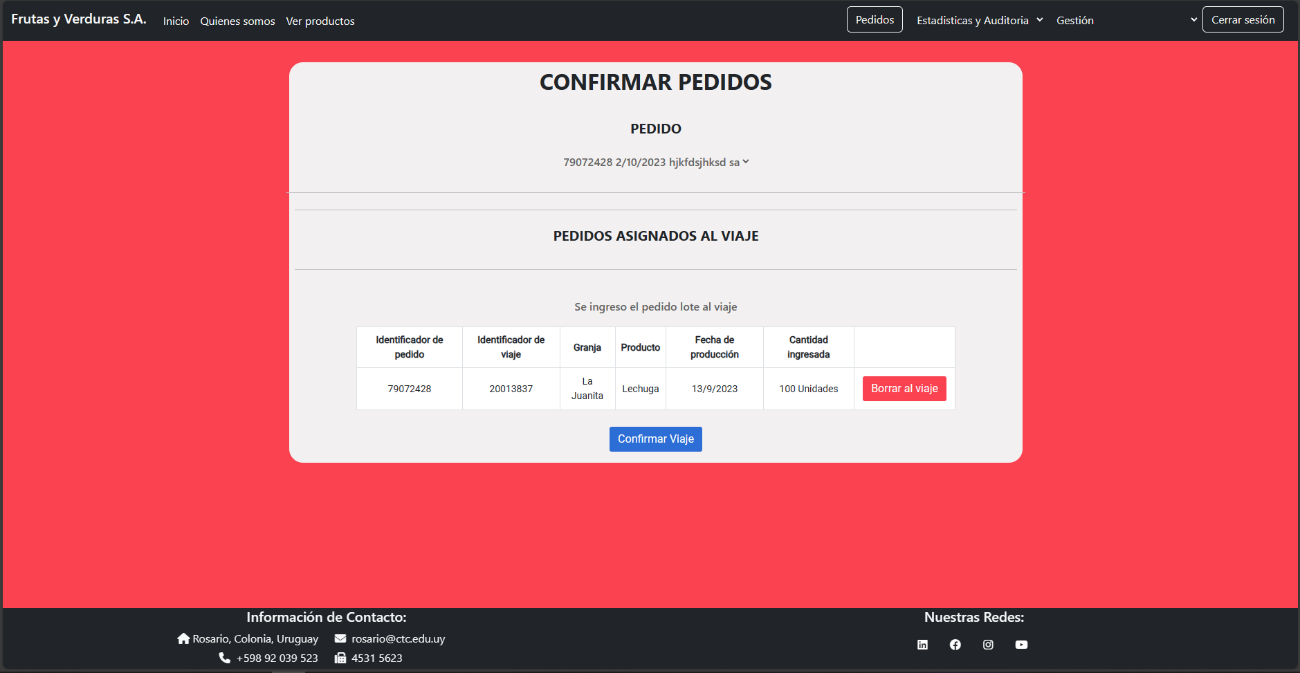 Frutas y Verduras S.A. Inicio Quienes somos Ver productos Pedidos Estadisticas y Auditoria Gestión Cerrar sesión
CONFIRMAR PEDIDOS
PEDIDO
79072428 2/10/2023 hjkfdsjhksd sa
PEDIDOS ASIGNADOS AL VIAJE
Se ingreso el pedido lote al viaje
Identificador de pedido Identificador de viaje Granja Producto Fecha de producción Cantidad ingresada
79072428 20013837 La Juanita Lechuga 13/9/2023 100 Unidades Borrar al viaje
Confirmar Viaje
Información de Contacto: Nuestras Redes:
Rosario, Colonia, Uruguay rosario@ctc.edu.uy
+598 92 039 523 4531 5623